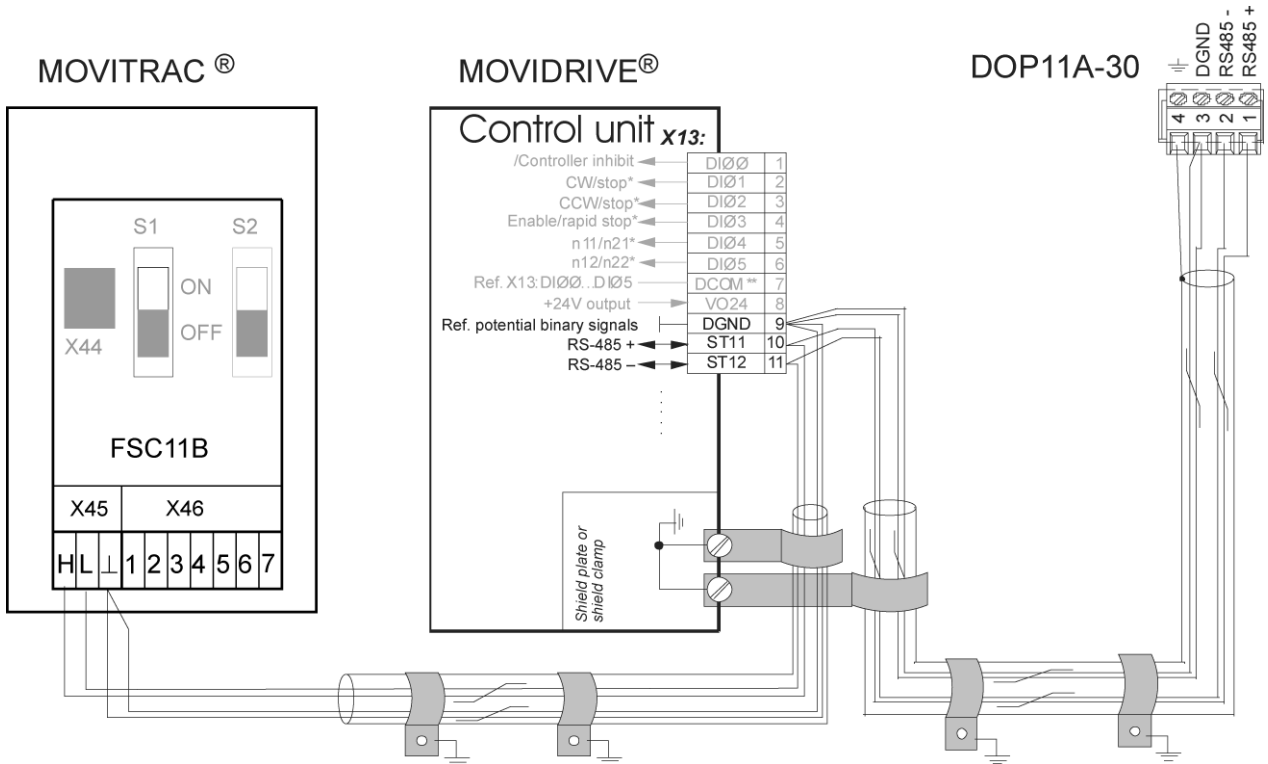 MOVITRAC ®
S1
S2
ON
OFF
X44
FSC11B
X45 X46
H L ⊥ 1 2 3 4 5 6 7
MOVIDRIVE®
Control unit X13:
/Controller inhibit DIØØ 1
CW/stop* DIØ1 2
CCW/stop* DIØ2 3
Enable/rapid stop* DIØ3 4
n11/n21* DIØ4 5
n12/n22* DIØ5 6
Ref. X13:DIØØ...DIØ5 DCOM ** 7
+24V output VO24 8
Ref. potential binary signals DGND 9
RS-485 + ST11 10
RS-485 – ST12 11
Shield plate or
shield clamp
DOP11A-30
DGND
RS485 -
RS485 +
4 3 2 1